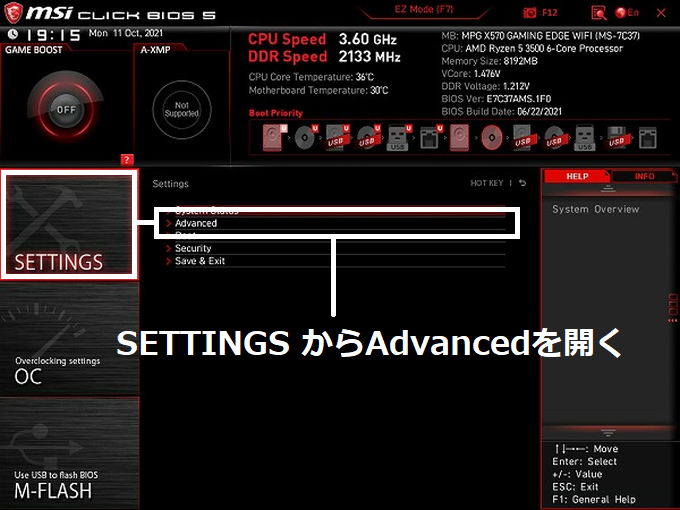 msi CLICK BIOS 5
EZ Mode (F7)
F12
En
X
19:15 Mon 11 Oct, 2021
GAME BOOST
A-XMP
OFF
Not
Supported
?
CPU Speed 3.60 GHz
DDR Speed 2133 MHz
CPU Core Temperature: 36°C
Motherboard Temperature: 30°C
MB: MPG X570 GAMING EDGE WIFI (MS-7C37)
CPU: AMD Ryzen 5 3500 6-Core Processor
Memory Size: 8192MB
VCore: 1.476V
DDR Voltage: 1.212V
BIOS Ver: E7C37AMS.1F0
BIOS Build Date: 06/22/2021
Boot Priority
U U U U U
USB USB USB USB USB USB USB
SETTINGS
Overclocking settings
OC
Use USB to flash BIOS
M-FLASH
Settings
HOT KEY
System Status
Advanced
Boot
Security
Save & Exit
SETTINGS からAdvancedを開く
HELP
INFO
System Overview
↑↓→←: Move
Enter: Select
+/-: Value
ESC: Exit
F1: General Help